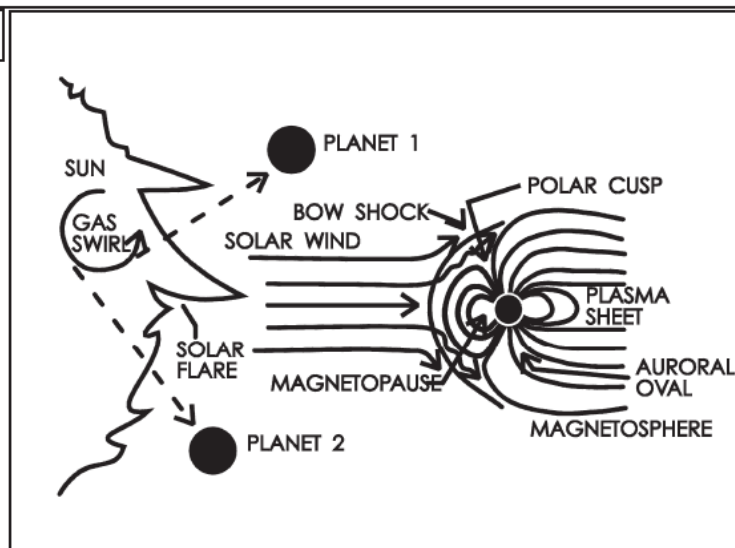 PLANET 1
SUN
POLAR CUSP
BOW SHOCK
GAS
SWIRL
SOLAR WIND
PLASMA
SHEET
SOLAR
FLARE
AURORAL
OVAL
MAGNETOPAUSE
MAGNETOSPHERE
PLANET 2